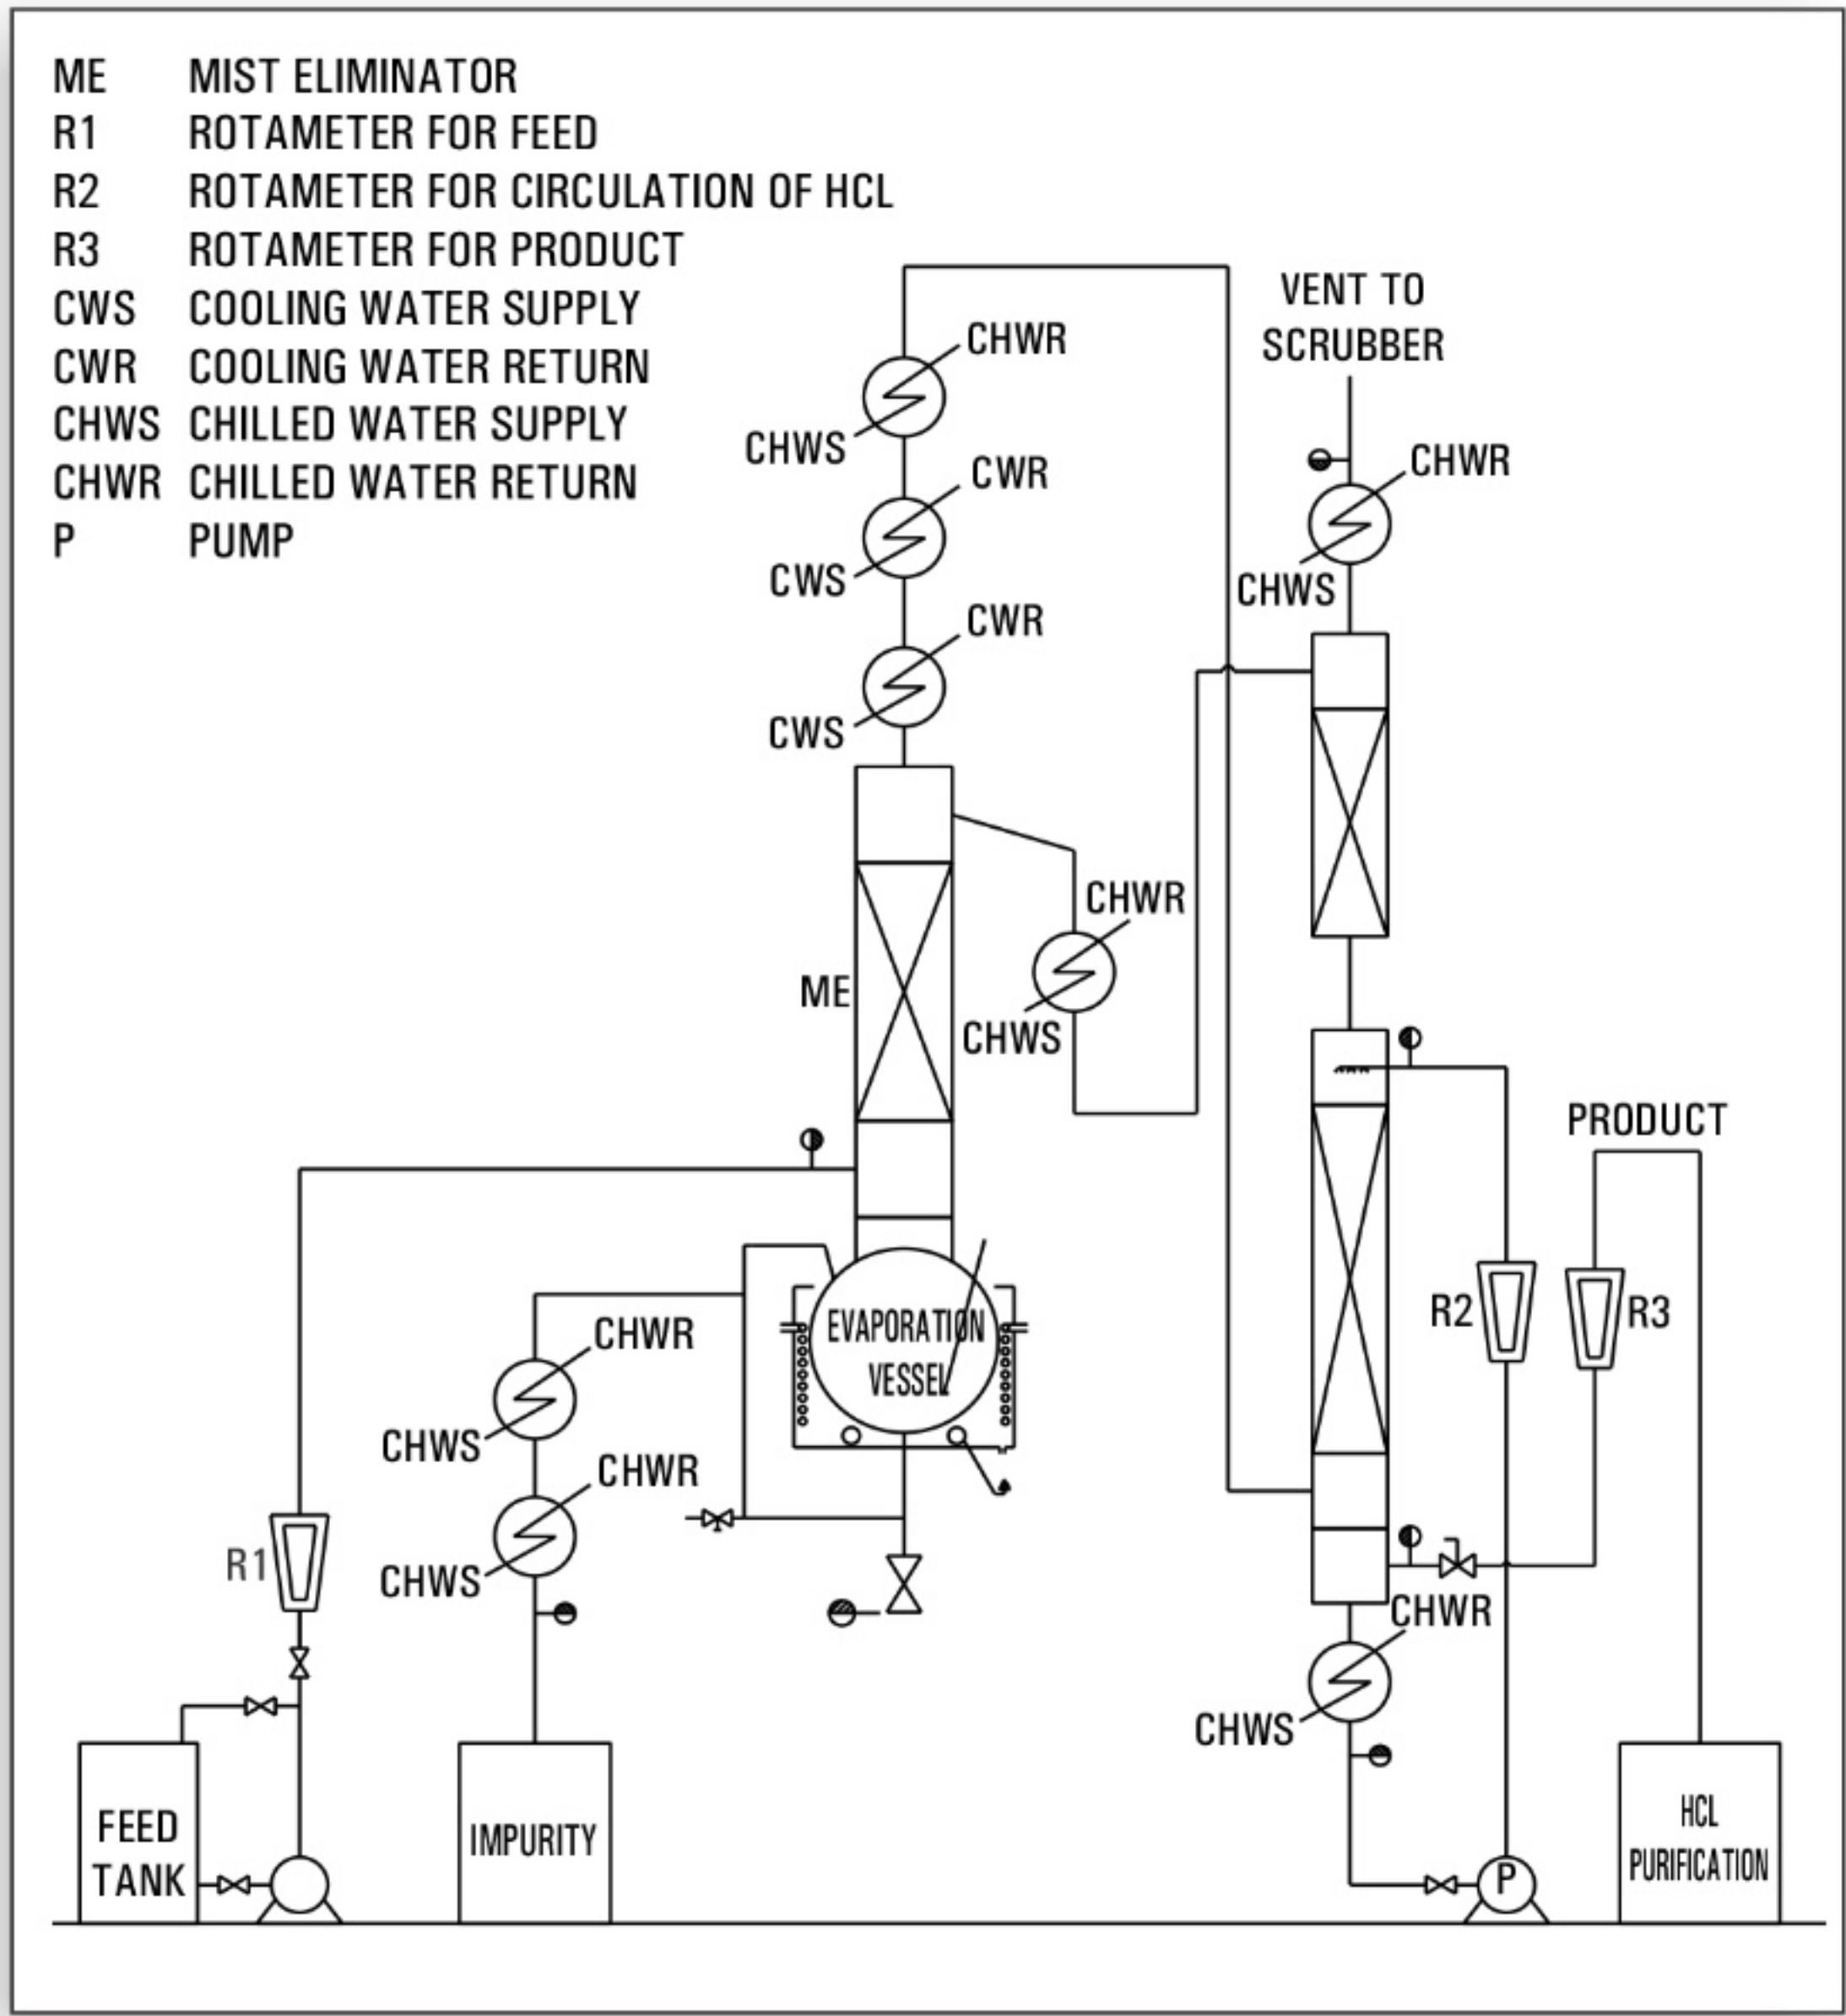 ME MIST ELIMINATOR
R1 ROTAMETER FOR FEED
R2 ROTAMETER FOR CIRCULATION OF HCL
R3 ROTAMETER FOR PRODUCT
CWS COOLING WATER SUPPLY
CWR COOLING WATER RETURN
CHWS CHILLED WATER SUPPLY
CHWR CHILLED WATER RETURN
P PUMP
VENT TO
SCRUBBER
CHWR
CHWS
CWR
CWS
CWR
CWS
CHWR
CHWS
CHWR
CHWS
ME
PRODUCT
R2
R3
EVAPORATION
VESSEL
CHWR
CHWS
CHWR
CHWS
R1
CHWR
CHWS
FEED
TANK
IMPURITY
P
HCL
PURIFICATION